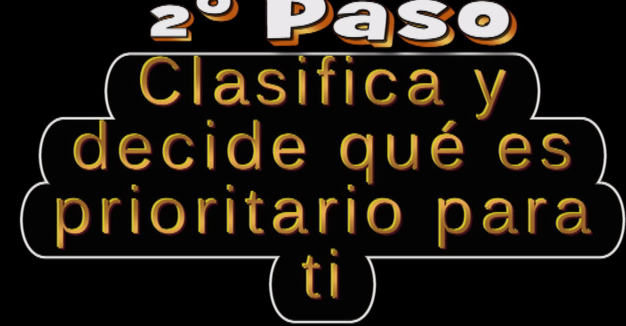 2º Paso
Clasifica y
decide qué es
prioritario para
ti